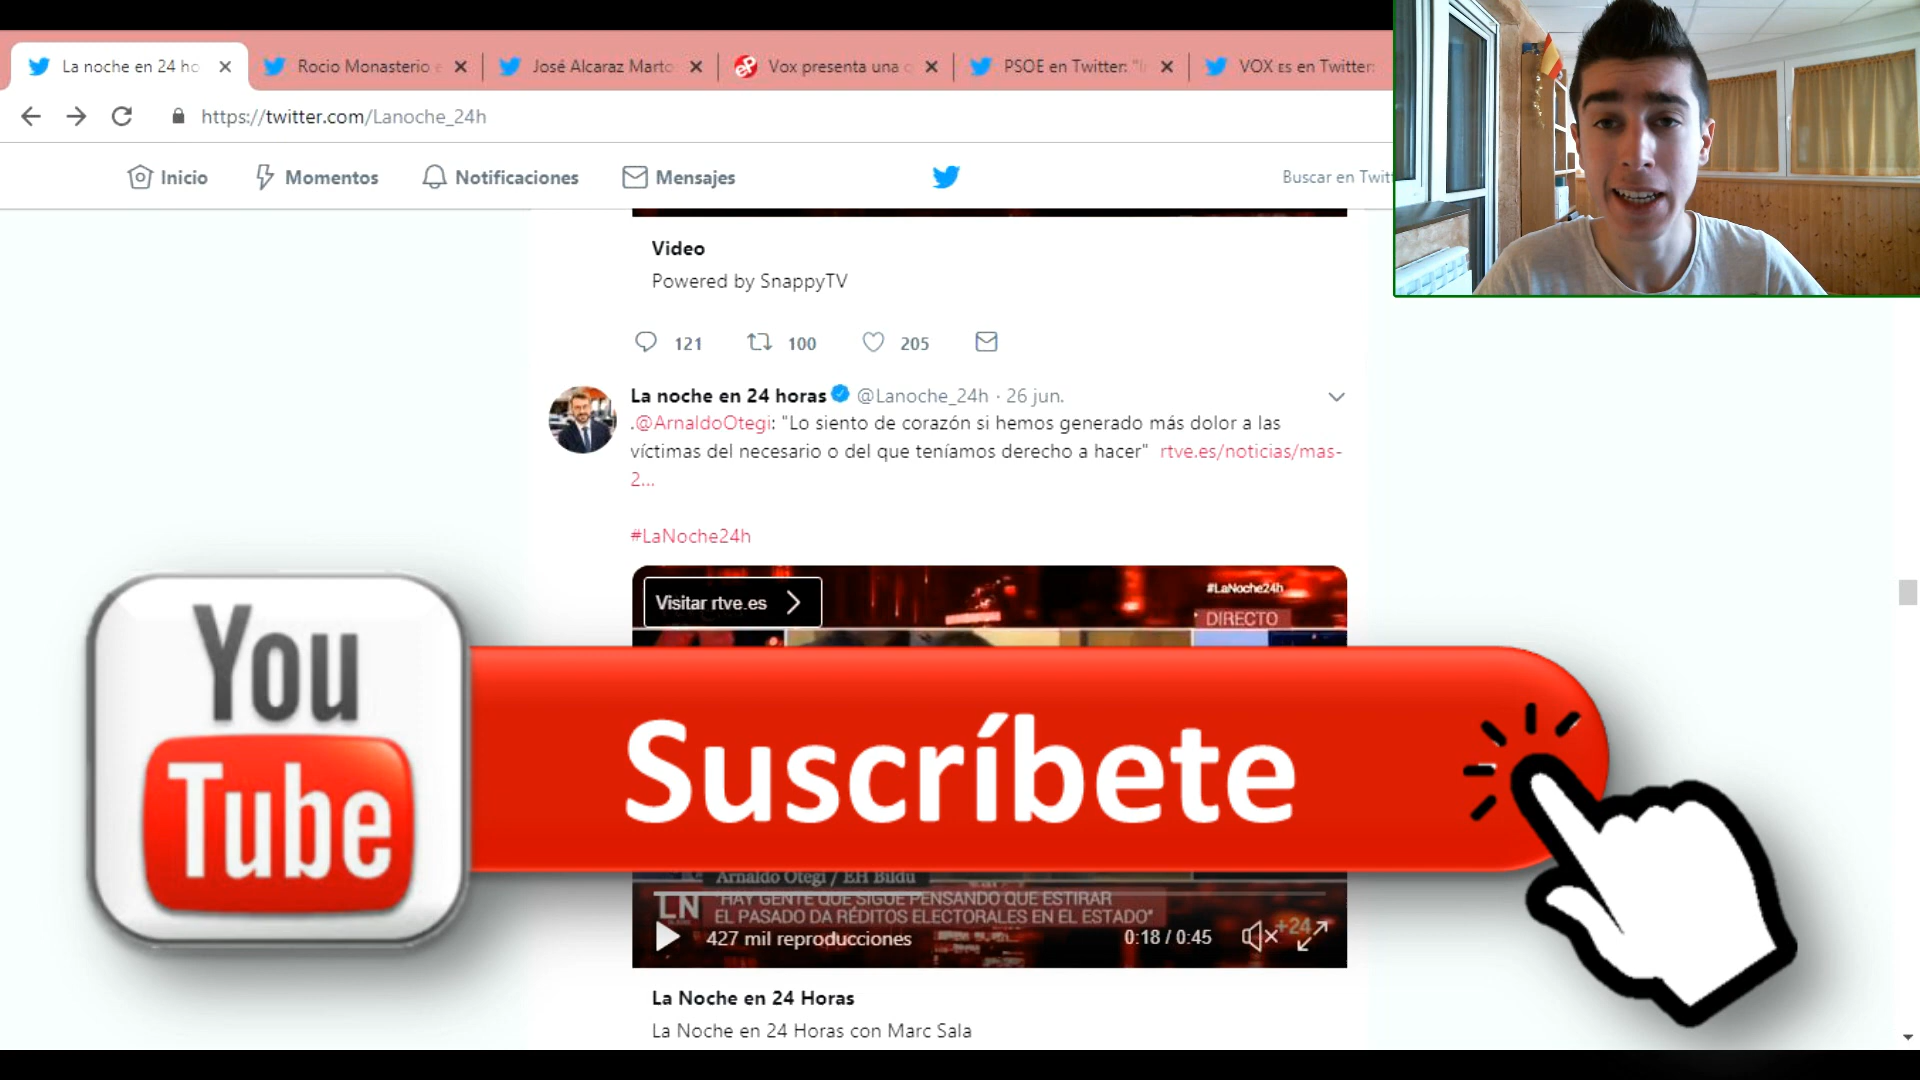 La noche en 24 ho
Rocio Monasterio e
José Alcaraz Marto
Vox presenta una q
PSOE en Twitter: "I
VOX ES en Twitter:
https://twitter.com/Lanoche_24h
Inicio
Momentos
Notificaciones
Mensajes
Buscar en Twitt
Video
Powered by SnappyTV
121
100
205
La noche en 24 horas @Lanoche_24h · 26 jun.
.@ArnaldoOtegi: "Lo siento de corazón si hemos generado más dolor a las
víctimas del necesario o del que teníamos derecho a hacer" rtve.es/noticias/mas-
2...
#LaNoche24h
Visitar rtve.es
#LaNoche24h
DIRECTO
You
Tube
Suscríbete
Arnaldo Otegi / EH Bildu
LN
"HAY GENTE QUE SIGUE PENSANDO QUE ESTIRAR
EL PASADO DA RÉDITOS ELECTORALES EN EL ESTADO"
427 mil reproducciones
0:18 / 0:45
+24
La Noche en 24 Horas
La Noche en 24 Horas con Marc Sala